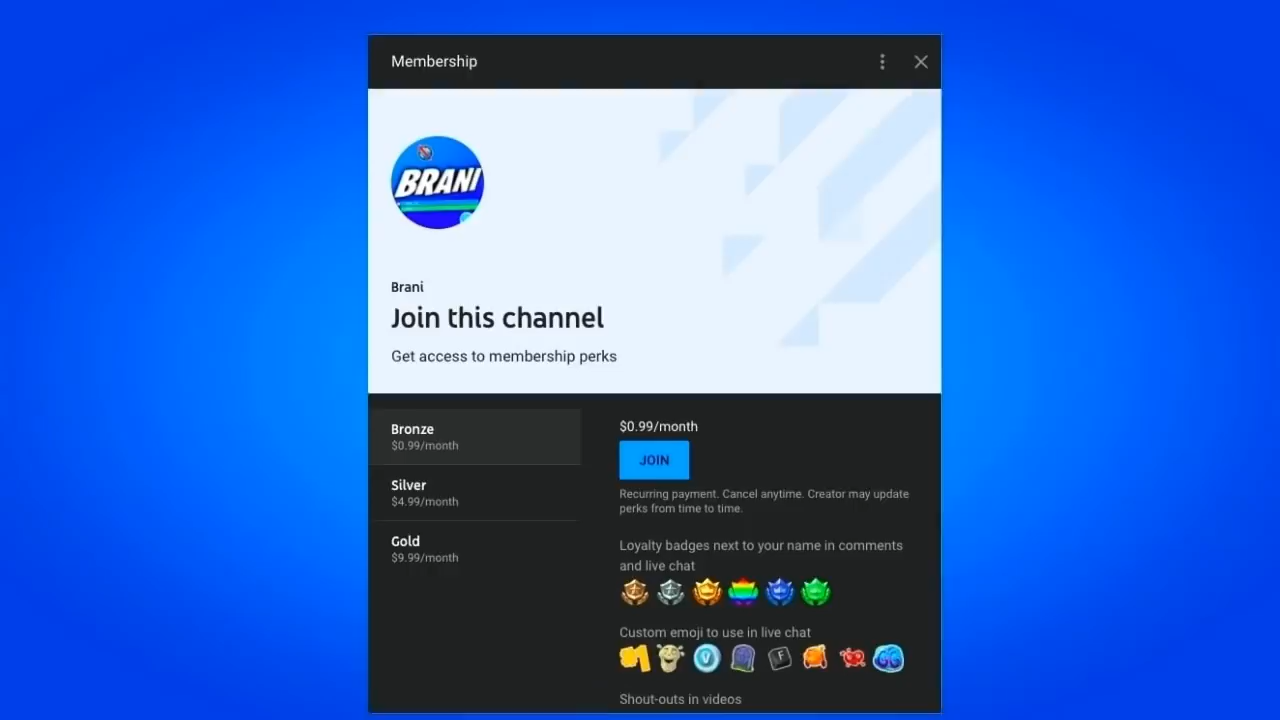 Membership
BRANI
Brani
Join this channel
Get access to membership perks
Bronze
$0.99/month
Silver
$4.99/month
Gold
$9.99/month
$0.99/month
JOIN
Recurring payment. Cancel anytime. Creator may update
perks from time to time.
Loyalty badges next to your name in comments
and live chat
Custom emoji to use in live chat
#1
V
F
Shout-outs in videos